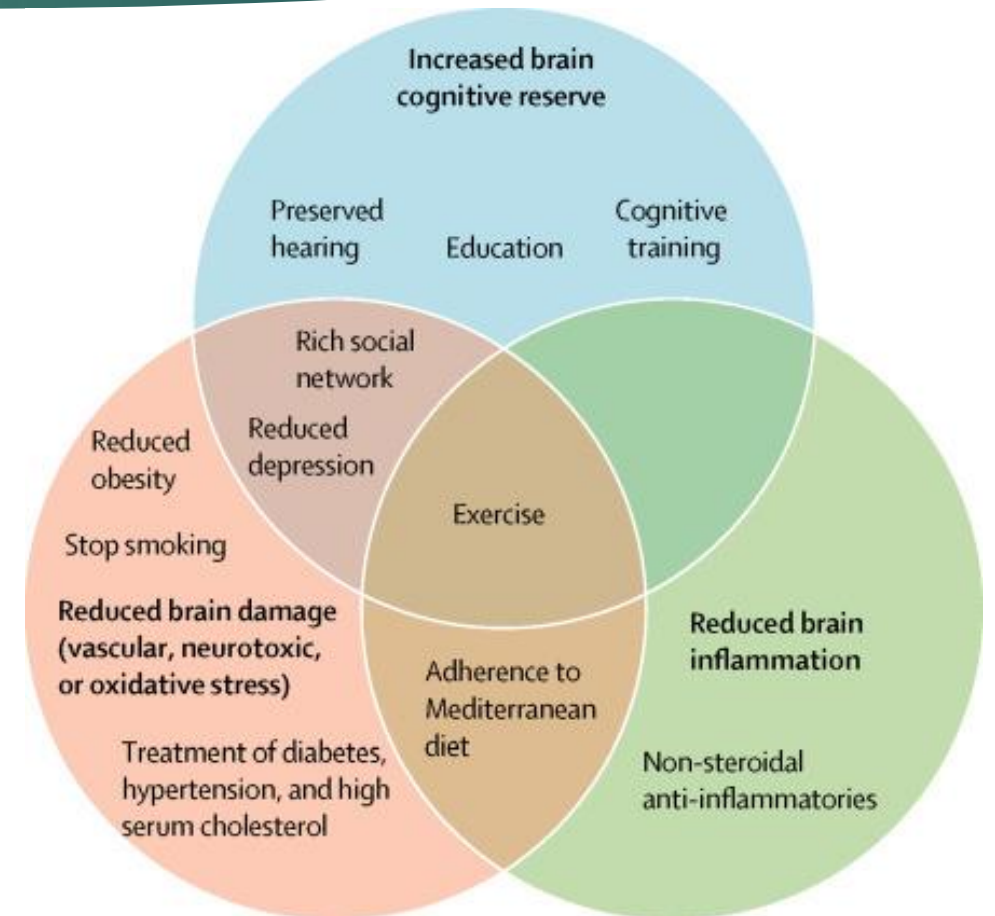 Increased brain
cognitive reserve
Preserved
hearing
Education
Cognitive
training
Rich social
network
Reduced
depression
Reduced
obesity
Stop smoking
Exercise
Reduced brain damage
(vascular, neurotoxic,
or oxidative stress)
Reduced brain
inflammation
Adherence to
Mediterranean
diet
Treatment of diabetes,
hypertension, and high
serum cholesterol
Non-steroidal
anti-inflammatories